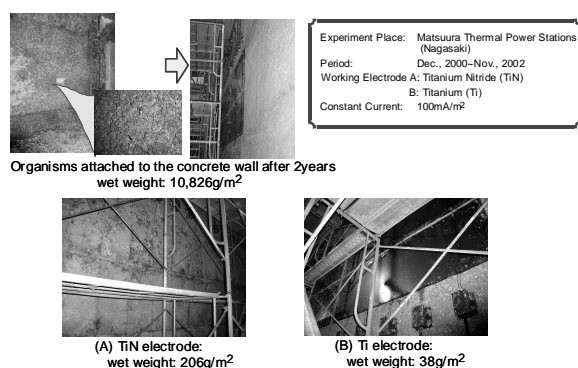 Experiment Place: Matsuura Thermal Power Stations
(Nagasaki)
Period: Dec., 2000~Nov., 2002
Working Electrode A: Titanium Nitride (TiN)
B: Titanium (Ti)
Constant Current: 100mA/m²
Organisms attached to the concrete wall after 2years
wet weight: 10,826g/m²
(A) TiN electrode:
wet weight: 206g/m²
(B) Ti electrode:
wet weight: 38g/m²